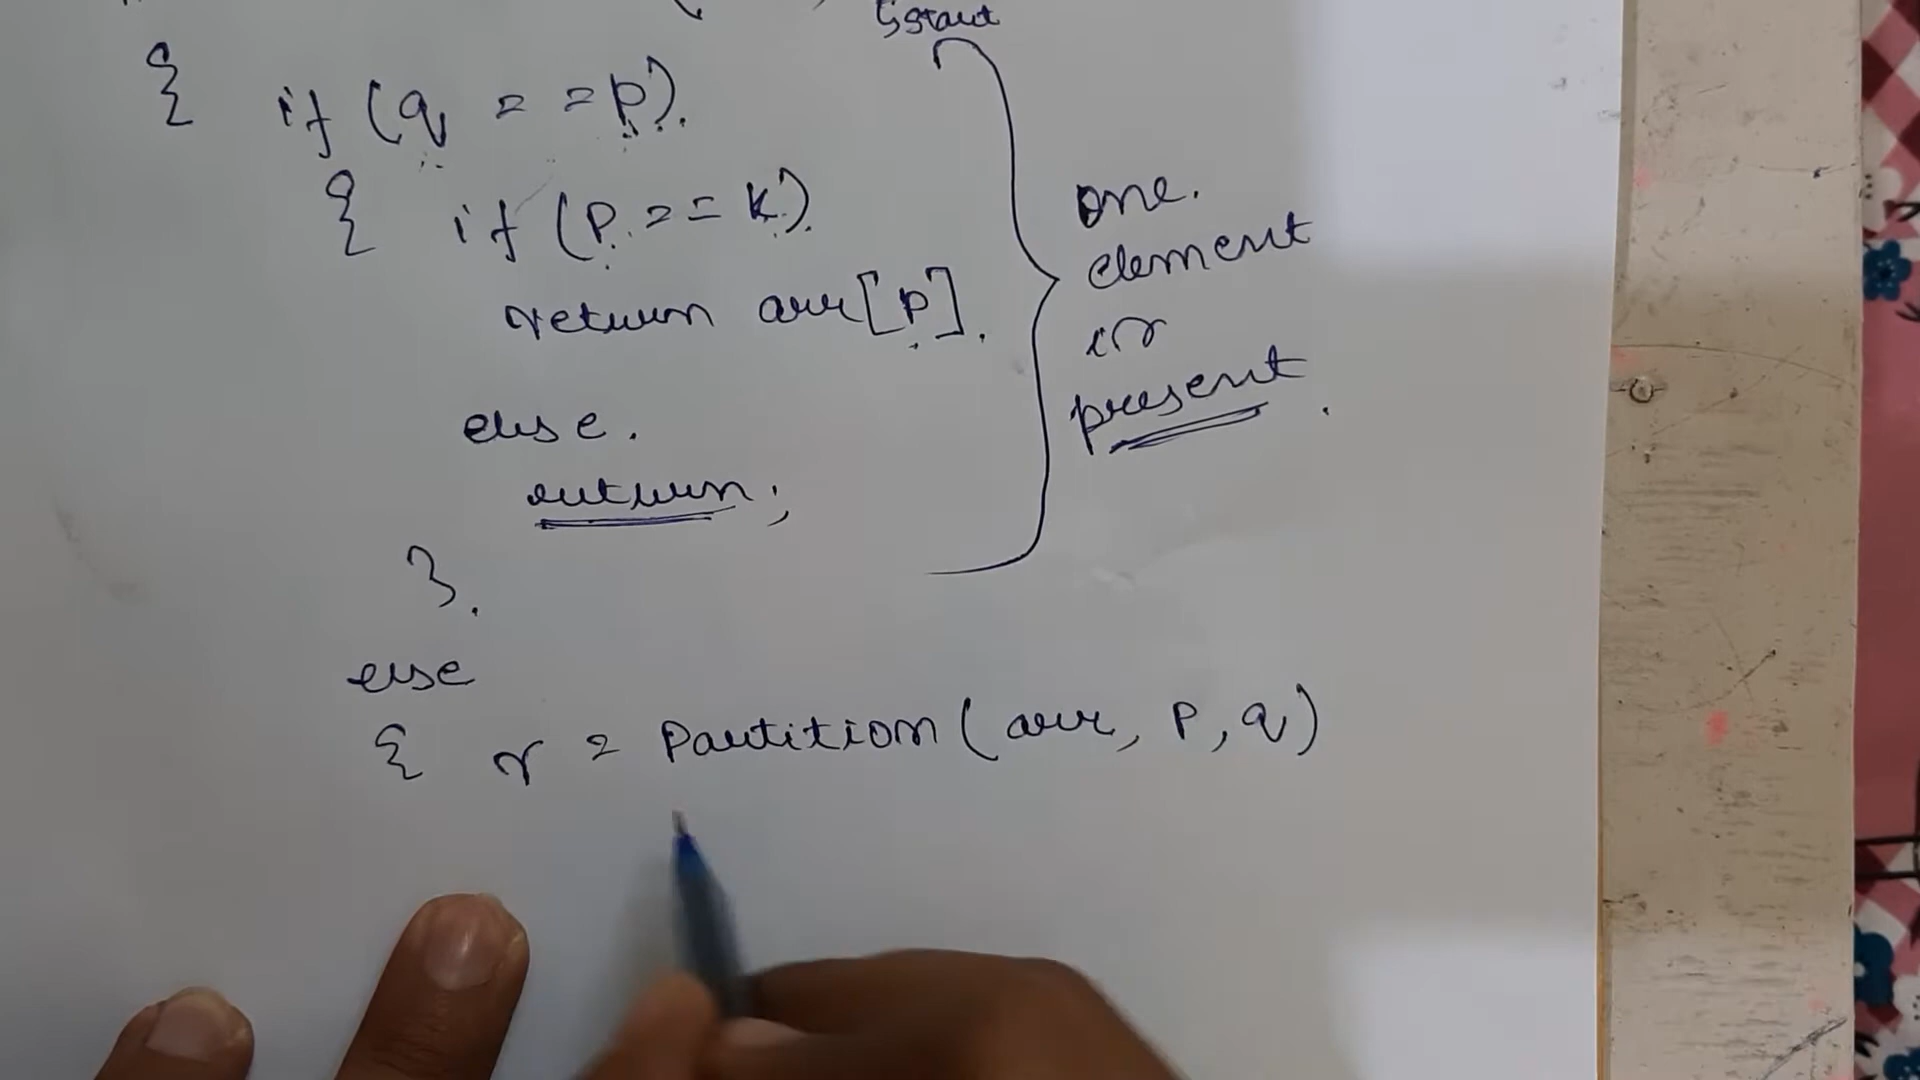 start
{ if (q = = p).
{ if (p = = k)
return arr[p].
else.
return;
}.
else
{ r = Partition (arr, p, q)
one.
element
is
present.